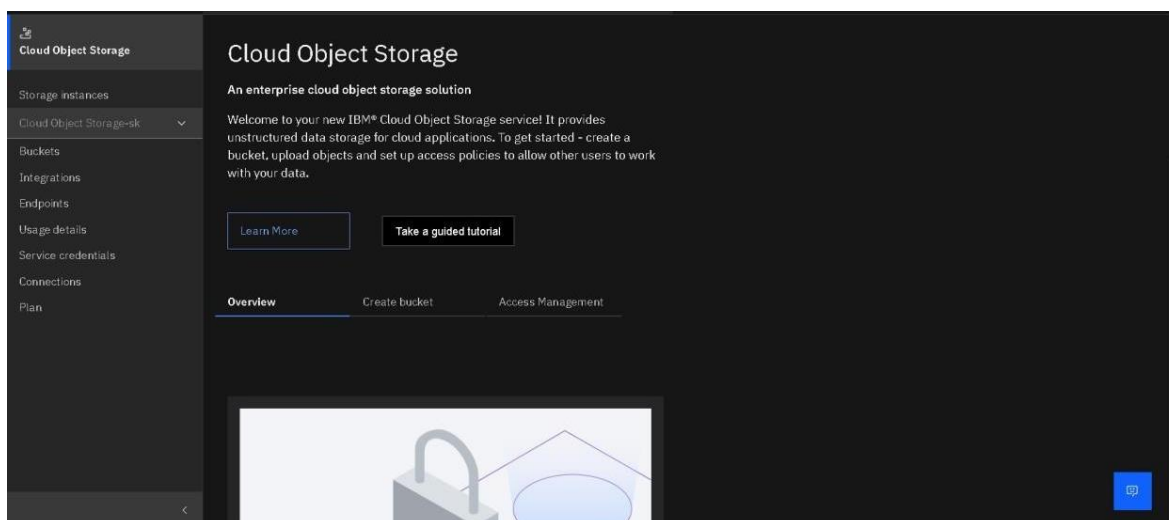 Cloud Object Storage
Storage instances
Cloud Object Storage-sk
Buckets
Integrations
Endpoints
Usage details
Service credentials
Connections
Plan
Cloud Object Storage
An enterprise cloud object storage solution
Welcome to your new IBM® Cloud Object Storage service! It provides
unstructured data storage for cloud applications. To get started - create a
bucket, upload objects and set up access policies to allow other users to work
with your data.
Learn More
Take a guided tutorial
Overview
Create bucket
Access Management